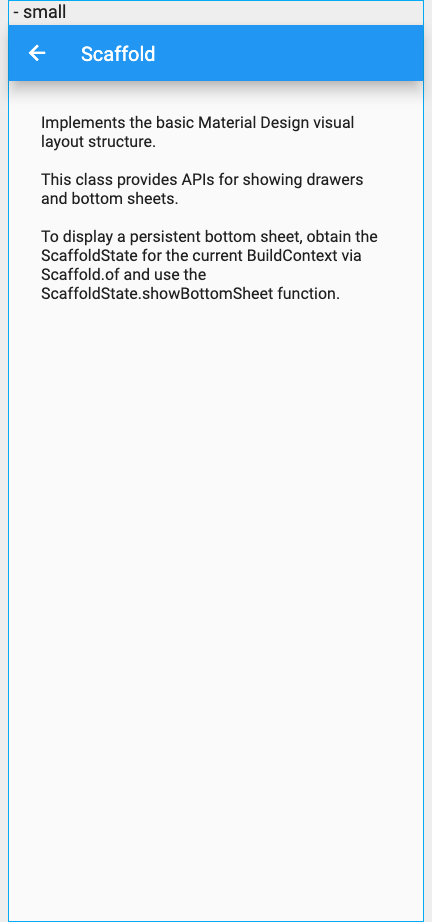 - small
Scaffold
Implements the basic Material Design visual
layout structure.
This class provides APIs for showing drawers
and bottom sheets.
To display a persistent bottom sheet, obtain the
ScaffoldState for the current BuildContext via
Scaffold.of and use the
ScaffoldState.showBottomSheet function.